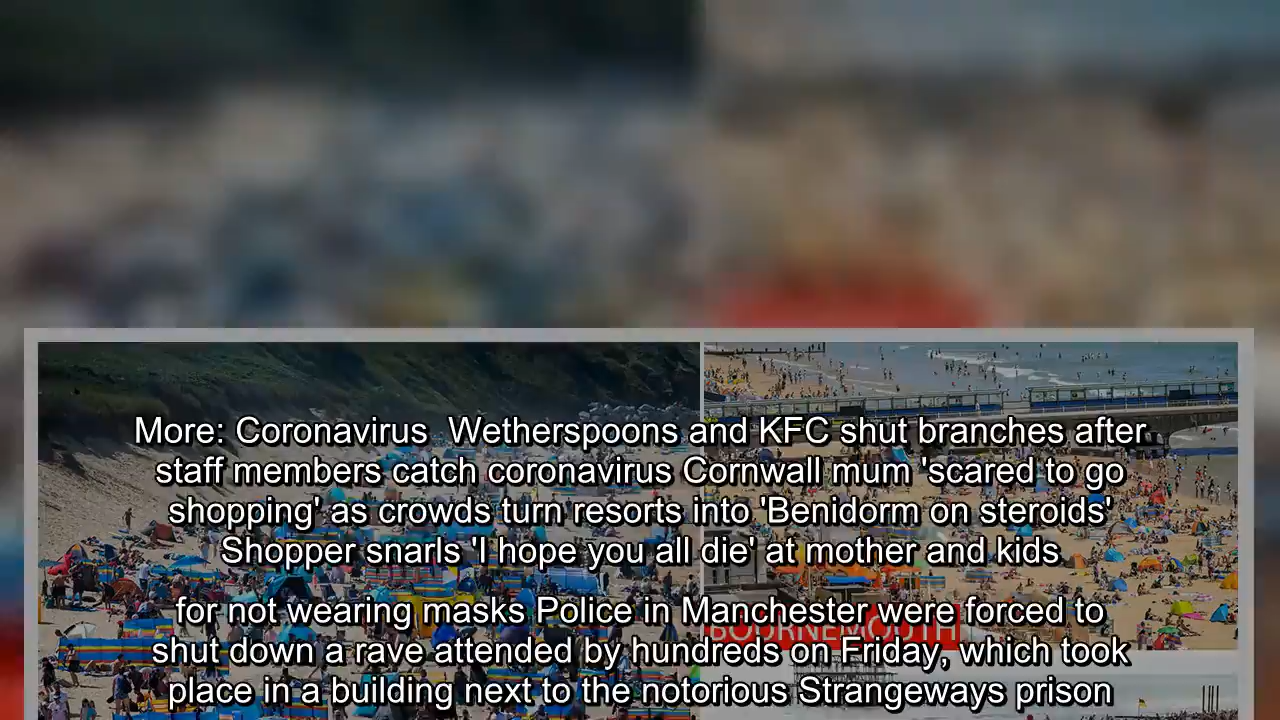 More: Coronavirus  Wetherspoons and KFC shut branches after
staff members catch coronavirus Cornwall mum 'scared to go
shopping' as crowds turn resorts into 'Benidorm on steroids'
Shopper snarls 'I hope you all die' at mother and kids
for not wearing masks Police in Manchester were forced to
BOURNEMOUTH
shut down a rave attended by hundreds on Friday, which took
place in a building next to the notorious Strangeways prison